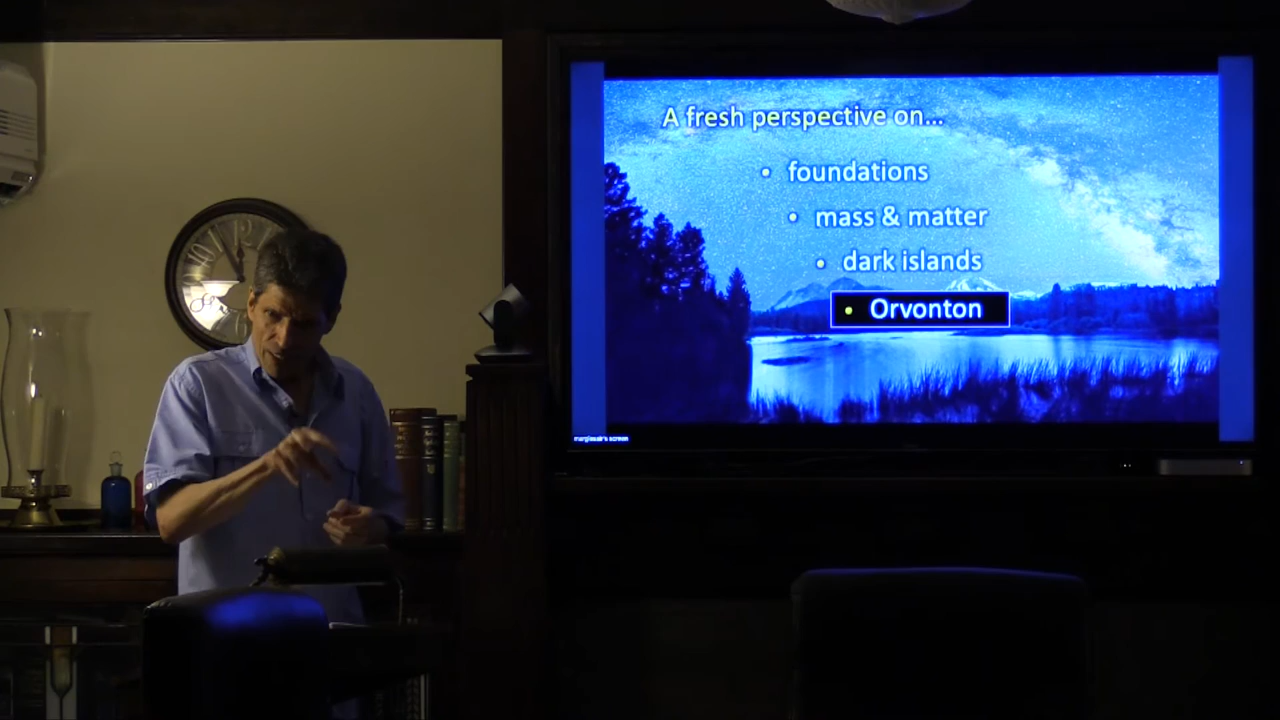 A fresh perspective on...
• foundations
• mass & matter
• dark islands
• Orvonton